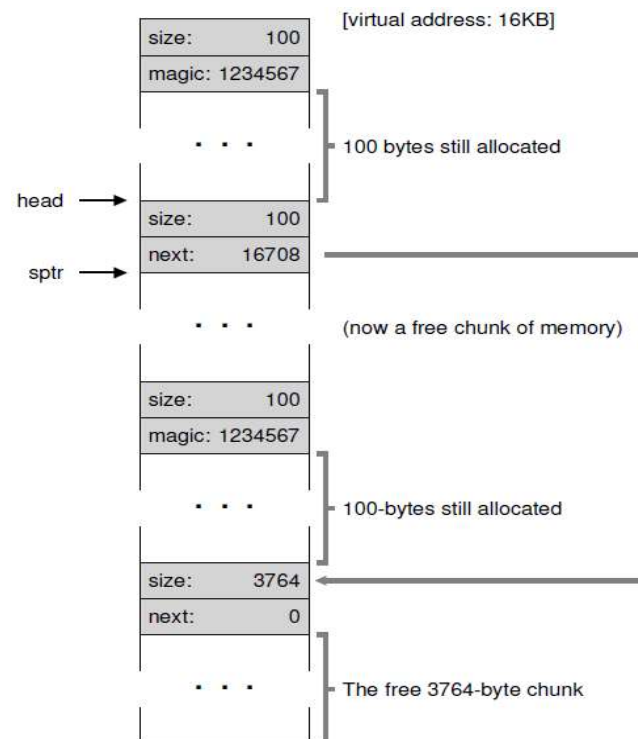 [virtual address: 16KB]
size: 100
magic: 1234567
. . .
100 bytes still allocated
head
size: 100
next: 16708
sptr
. . .
(now a free chunk of memory)
size: 100
magic: 1234567
. . .
100-bytes still allocated
size: 3764
next: 0
. . .
The free 3764-byte chunk